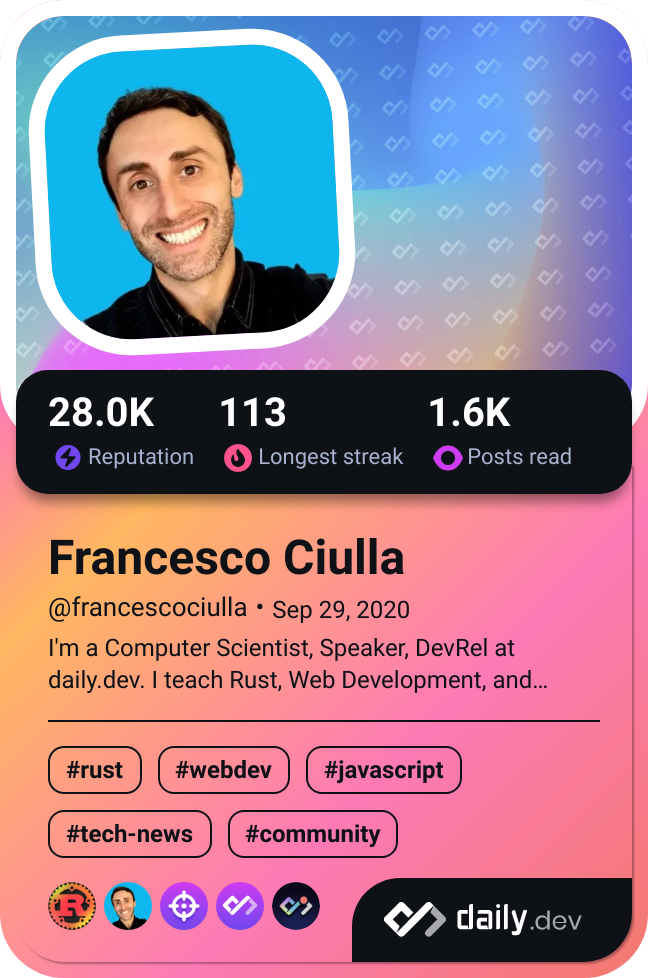 28.0K 113 1.6K
Reputation Longest streak Posts read
Francesco Ciulla
@francescociulla • Sep 29, 2020
I'm a Computer Scientist, Speaker, DevRel at
daily.dev. I teach Rust, Web Development, and…
#rust #webdev #javascript
#tech-news #community
R
daily.dev